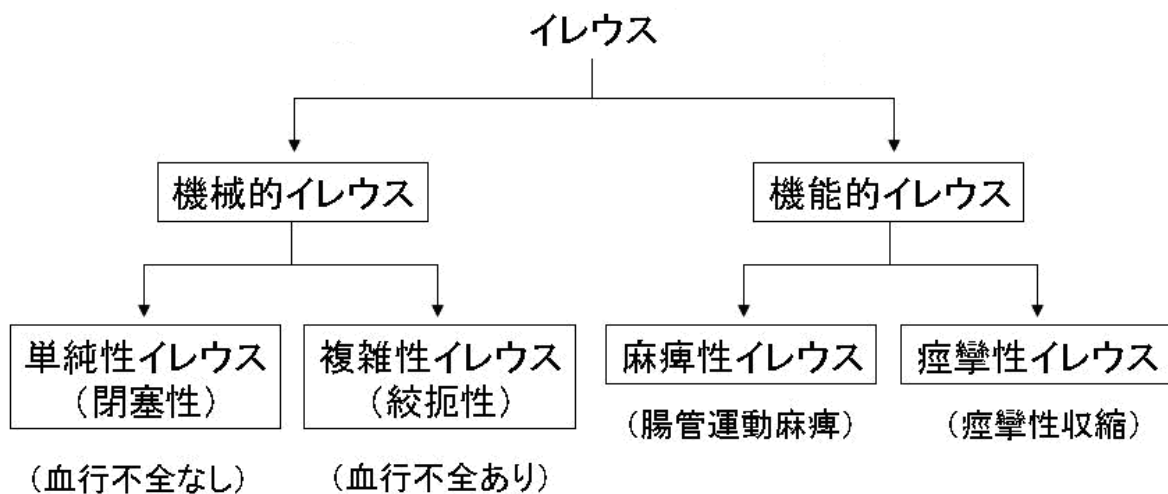 イレウス
機械的イレウス
機能的イレウス
単純性イレウス
（閉塞性）
複雑性イレウス
（絞扼性）
麻痺性イレウス
痙攣性イレウス
（腸管運動麻痺）
（痙攣性収縮）
（血行不全なし）
（血行不全あり）